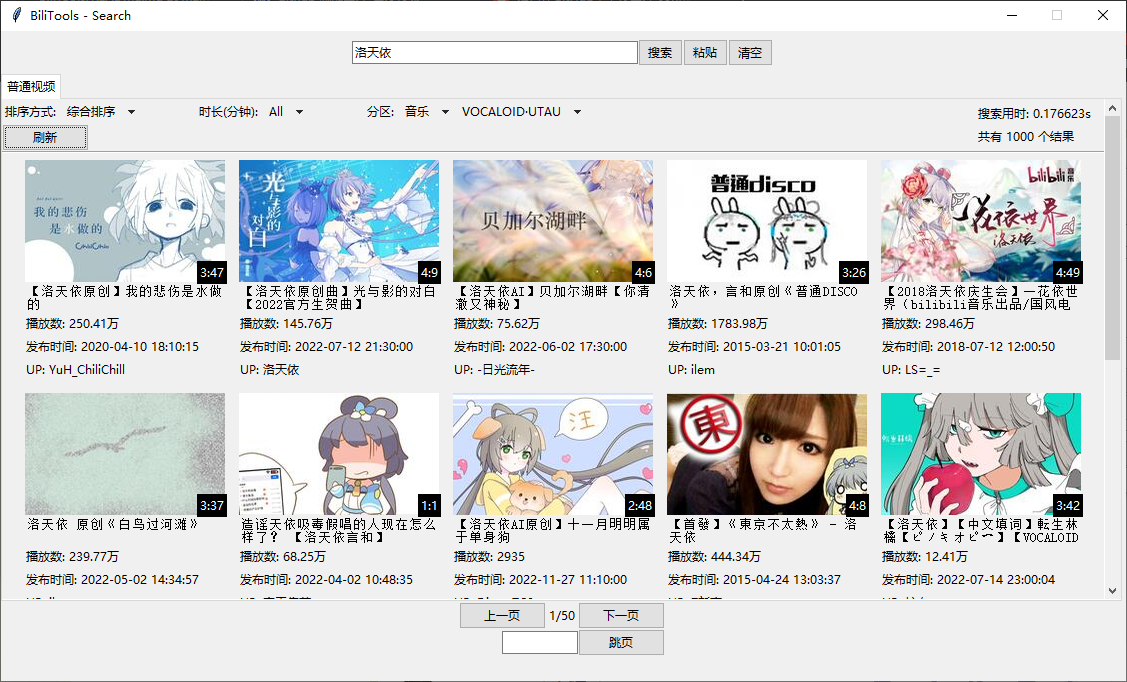 BiliTools - Search
洛天依
搜索
粘贴
清空
普通视频
排序方式: 综合排序
时长(分钟): All
分区: 音乐 VOCALOID·UTAU
搜索用时: 0.176623s
刷新
共有 1000 个结果
我的悲伤
是水做的
ChiliChill
3:47
光与影的
对白
4:9
贝加尔湖畔
4:6
普通disco
3:26
bilibili 音乐
花依世界
洛天依
4:49
【洛天依原创】我的悲伤是水做
的
播放数: 250.41万
发布时间: 2020-04-10 18:10:15
UP: YuH_ChiliChill
【洛天依原创曲】光与影的对白
【2022官方生贺曲】
播放数: 145.76万
发布时间: 2022-07-12 21:30:00
UP: 洛天依
【洛天依AI】贝加尔湖畔【你清
澈又神秘】
播放数: 75.62万
发布时间: 2022-06-02 17:30:00
UP: -日光流年-
洛天依，言和原创《普通DISCO
》
播放数: 1783.98万
发布时间: 2015-03-21 10:01:05
UP: ilem
【2018洛天依庆生会】一花依世
界（bilibili音乐出品/国风电
播放数: 298.46万
发布时间: 2018-07-12 12:00:50
UP: LS=_=
3:37
1:1
汪
2:48
東
4:8
転生林檎
3:42
洛天依 原创《白鸟过河滩》
播放数: 239.77万
发布时间: 2022-05-02 14:34:57
造谣天依吸毒假唱的人现在怎么
样了？ 【洛天依言和】
播放数: 68.25万
发布时间: 2022-04-02 10:48:35
【洛天依AI原创】十一月明明属
于单身狗
播放数: 2935
发布时间: 2022-11-27 11:10:00
【首發】《東京不太熱》 - 洛
天依
播放数: 444.34万
发布时间: 2015-04-24 13:03:37
【洛天依】【中文填词】転生林
檎【ピノキオピー】【VOCALOID
播放数: 12.41万
发布时间: 2022-07-14 23:00:04
上一页
1/50
下一页
跳页